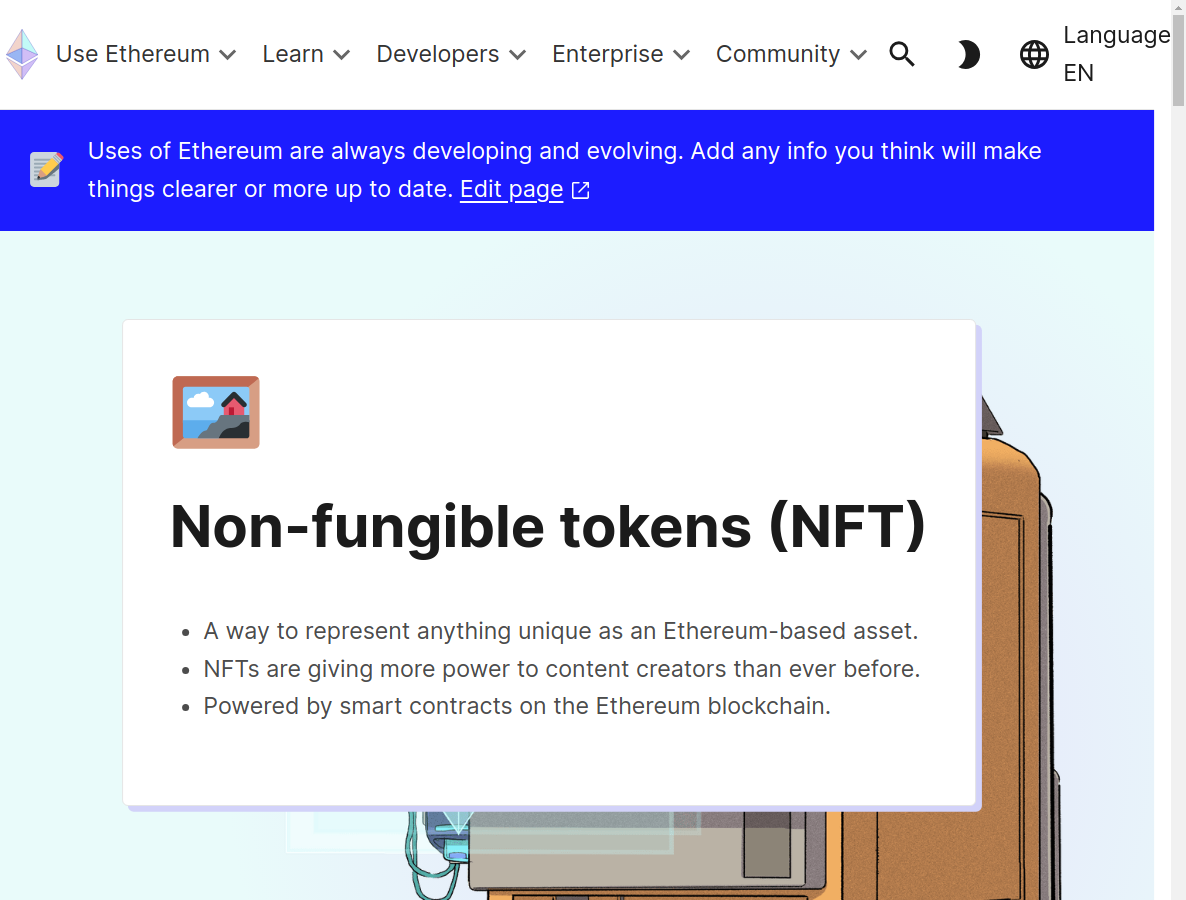 Use Ethereum Learn Developers Enterprise Community Language
EN
Uses of Ethereum are always developing and evolving. Add any info you think will make
things clearer or more up to date. Edit page
Non-fungible tokens (NFT)
A way to represent anything unique as an Ethereum-based asset.
NFTs are giving more power to content creators than ever before.
Powered by smart contracts on the Ethereum blockchain.